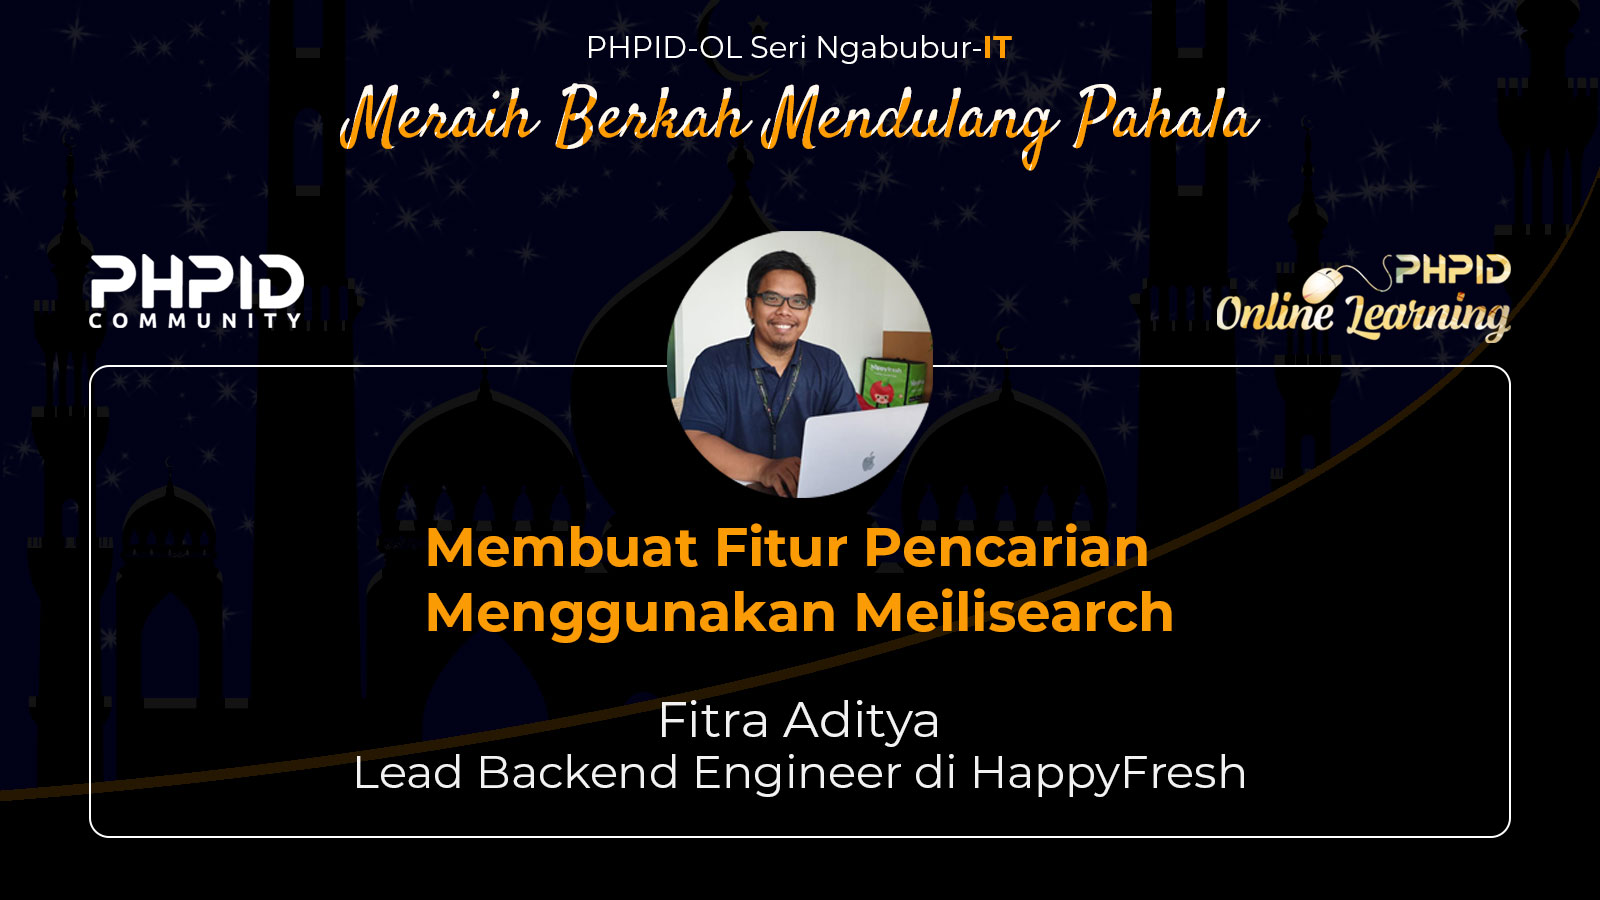 PHPID-OL Seri Ngabubur-IT
Meraih Berkah Mendulang Pahala
PHPID
COMMUNITY
PHPID
Online Learning
happyfresh
Membuat Fitur Pencarian
Menggunakan Meilisearch
Fitra Aditya
Lead Backend Engineer di HappyFresh